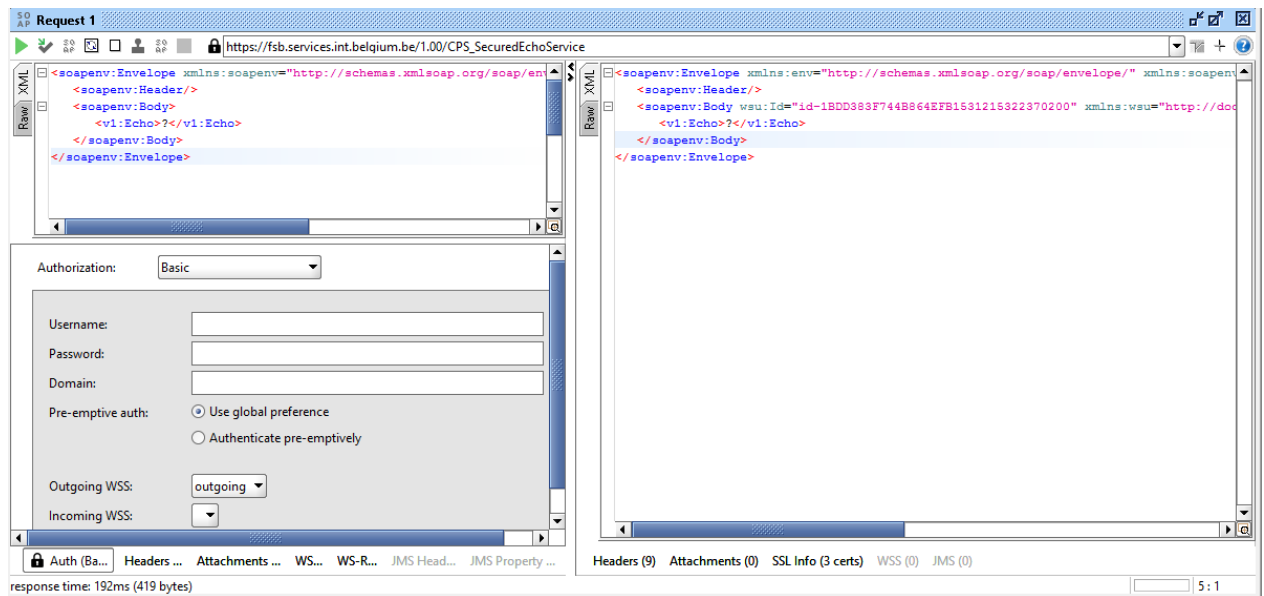 SO AP Request 1
https://fsb.services.int.belgium.be/1.00/CPS_SecuredEchoService
XML
Raw
<soapenv:Envelope xmlns:soapenv="http://schemas.xmlsoap.org/soap/en
<soapenv:Header/>
<soapenv:Body>
<v1:Echo>?</v1:Echo>
</soapenv:Body>
</soapenv:Envelope>
Authorization: Basic
Username:
Password:
Domain:
Pre-emptive auth: Use global preference
Authenticate pre-emptively
Outgoing WSS: outgoing
Incoming WSS:
Auth (Ba... Headers ... Attachments ... WS... WS-R... JMS Head... JMS Property ...
XML
Raw
<soapenv:Envelope xmlns:env="http://schemas.xmlsoap.org/soap/envelope/" xmlns:soapen
<soapenv:Header/>
<soapenv:Body wsu:Id="id-1BDD383F744B864EFB1531215322370200" xmlns:wsu="http://doc
<v1:Echo>?</v1:Echo>
</soapenv:Body>
</soapenv:Envelope>
Headers (9) Attachments (0) SSL Info (3 certs) WSS (0) JMS (0)
response time: 192ms (419 bytes)
5 : 1